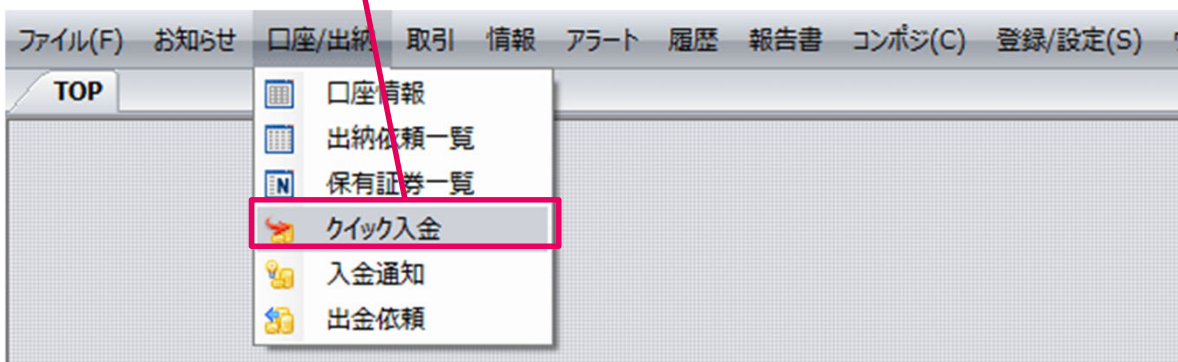 ファイル(F) お知らせ 口座/出納 取引 情報 アラート 履歴 報告書 コンポジ(C) 登録/設定(S)
TOP
口座情報
出納依頼一覧
N 保有証券一覧
クイック入金
入金通知
出金依頼